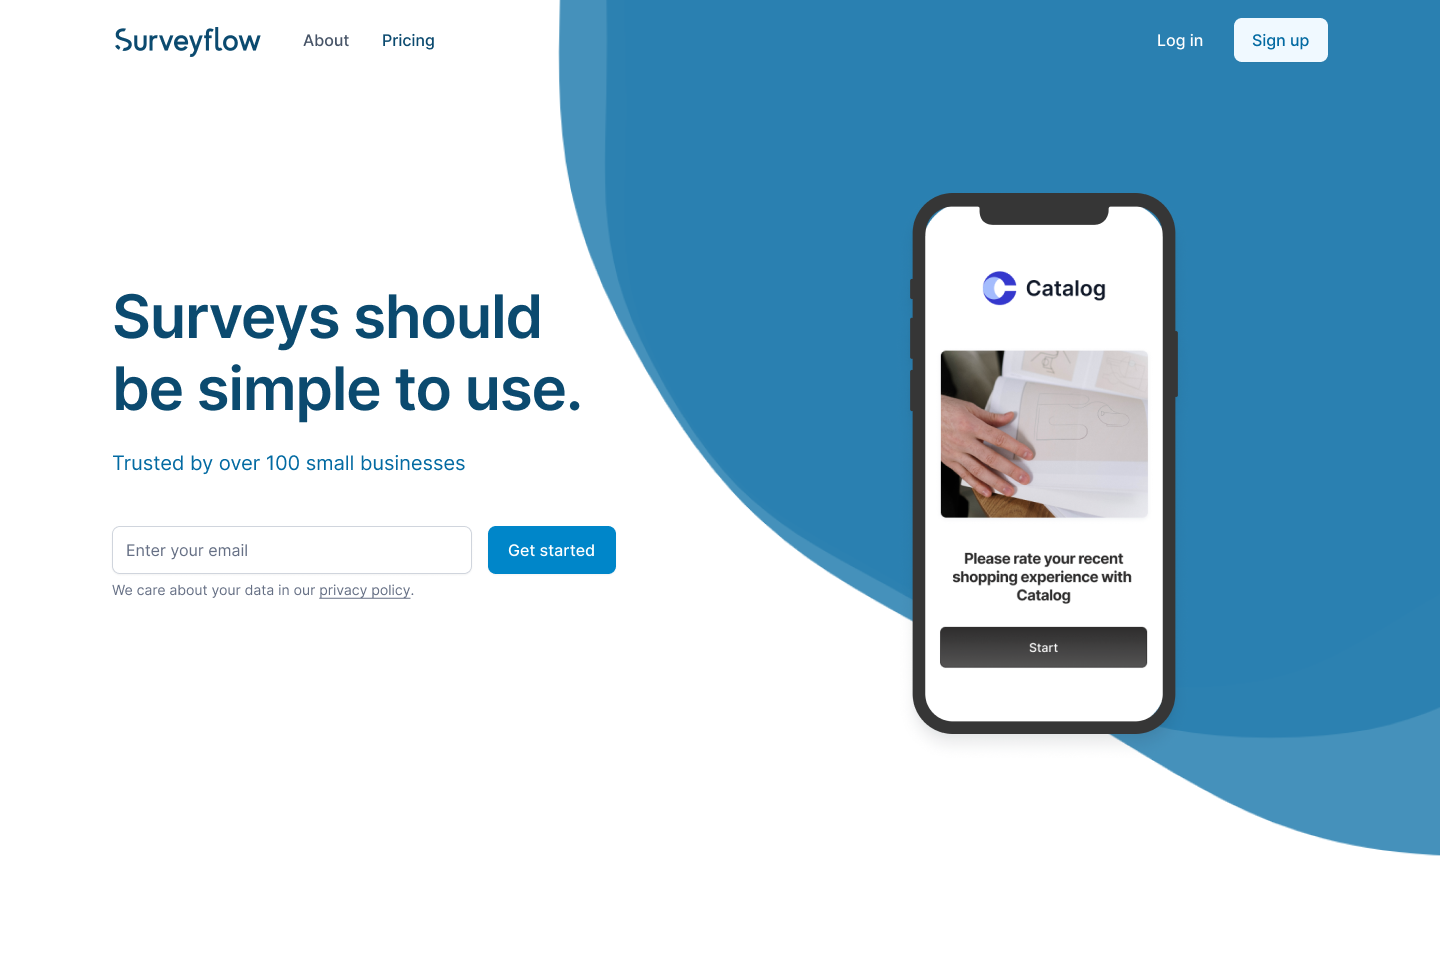 Surveyflow
About
Pricing
Log in
Sign up
Surveys should
be simple to use.
Trusted by over 100 small businesses
Enter your email
Get started
We care about your data in our privacy policy.
Catalog
Please rate your recent
shopping experience with
Catalog
Start